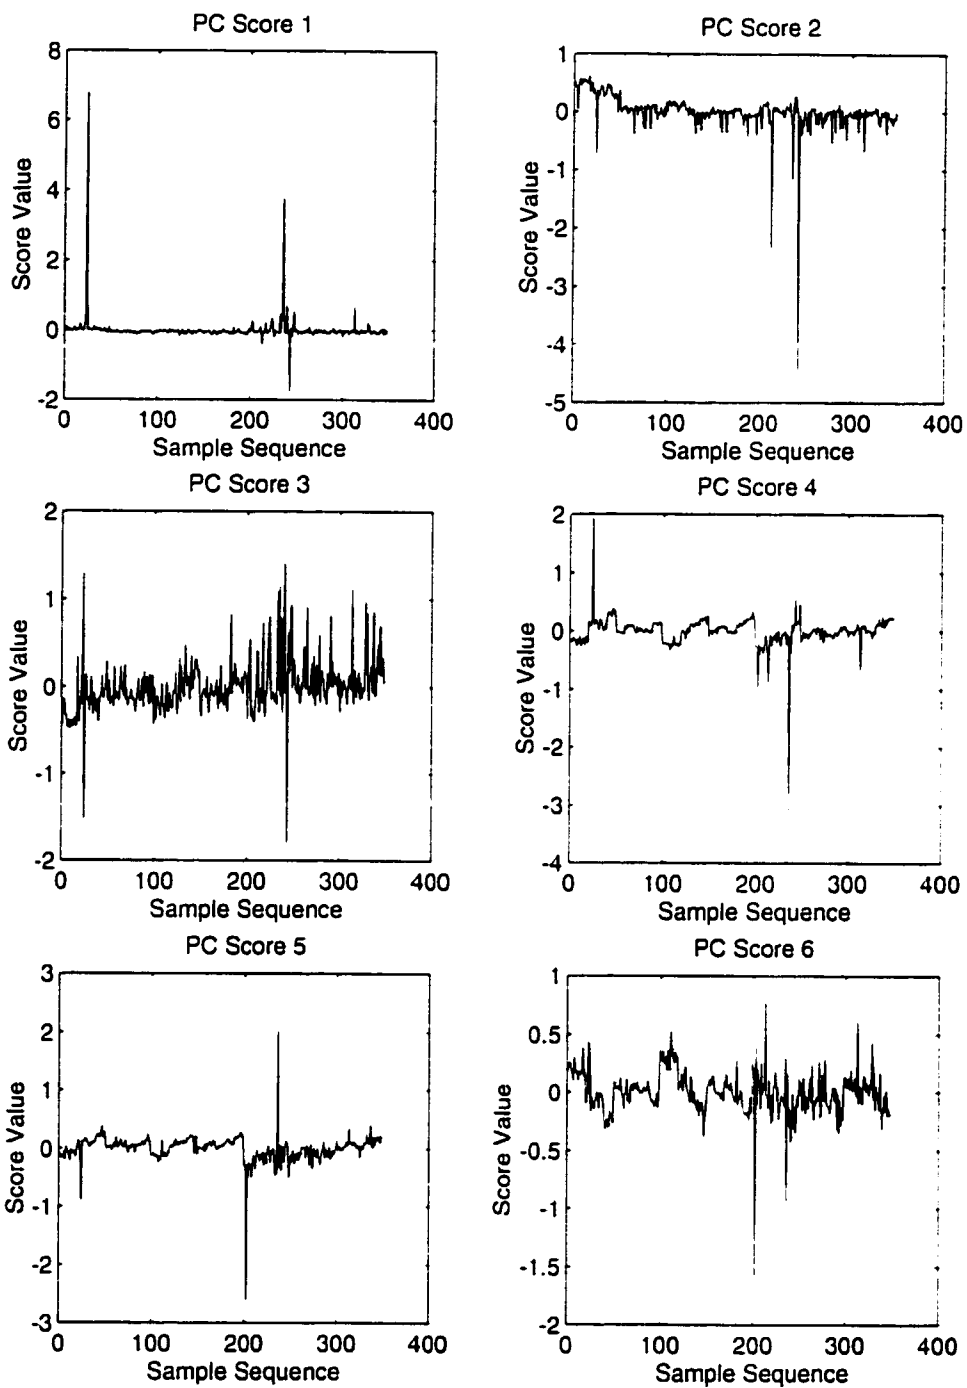 PC Score 1
8
6
4
2
0
-2
Score Value
0 100 200 300 400
Sample Sequence
PC Score 2
1
0
-1
-2
-3
-4
-5
Score Value
0 100 200 300 400
Sample Sequence
PC Score 3
2
1
0
-1
-2
Score Value
0 100 200 300 400
Sample Sequence
PC Score 4
2
1
0
-1
-2
-3
-4
Score Value
0 100 200 300 400
Sample Sequence
PC Score 5
3
2
1
0
-1
-2
-3
Score Value
0 100 200 300 400
Sample Sequence
PC Score 6
1
0.5
0
-0.5
-1
-1.5
-2
Score Value
0 100 200 300 400
Sample Sequence